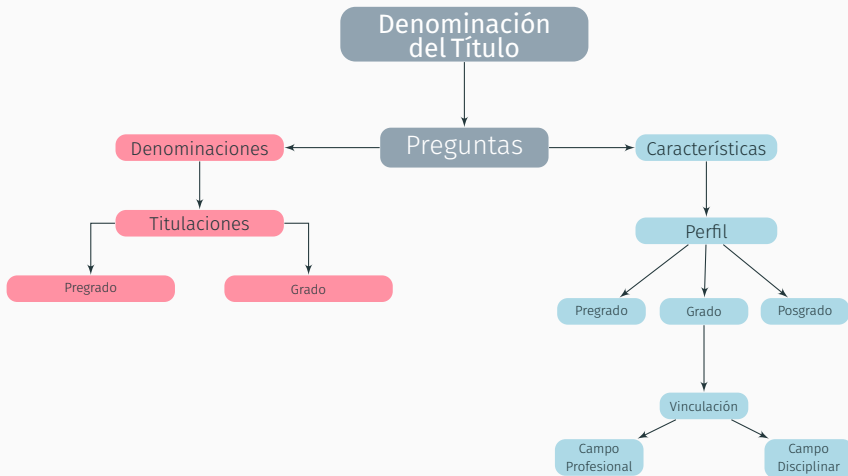 Denominación
del Título
Preguntas
Denominaciones
Características
Titulaciones
Perfil
Pregrado
Grado
Pregrado
Grado
Posgrado
Vinculación
Campo
Profesional
Campo
Disciplinar